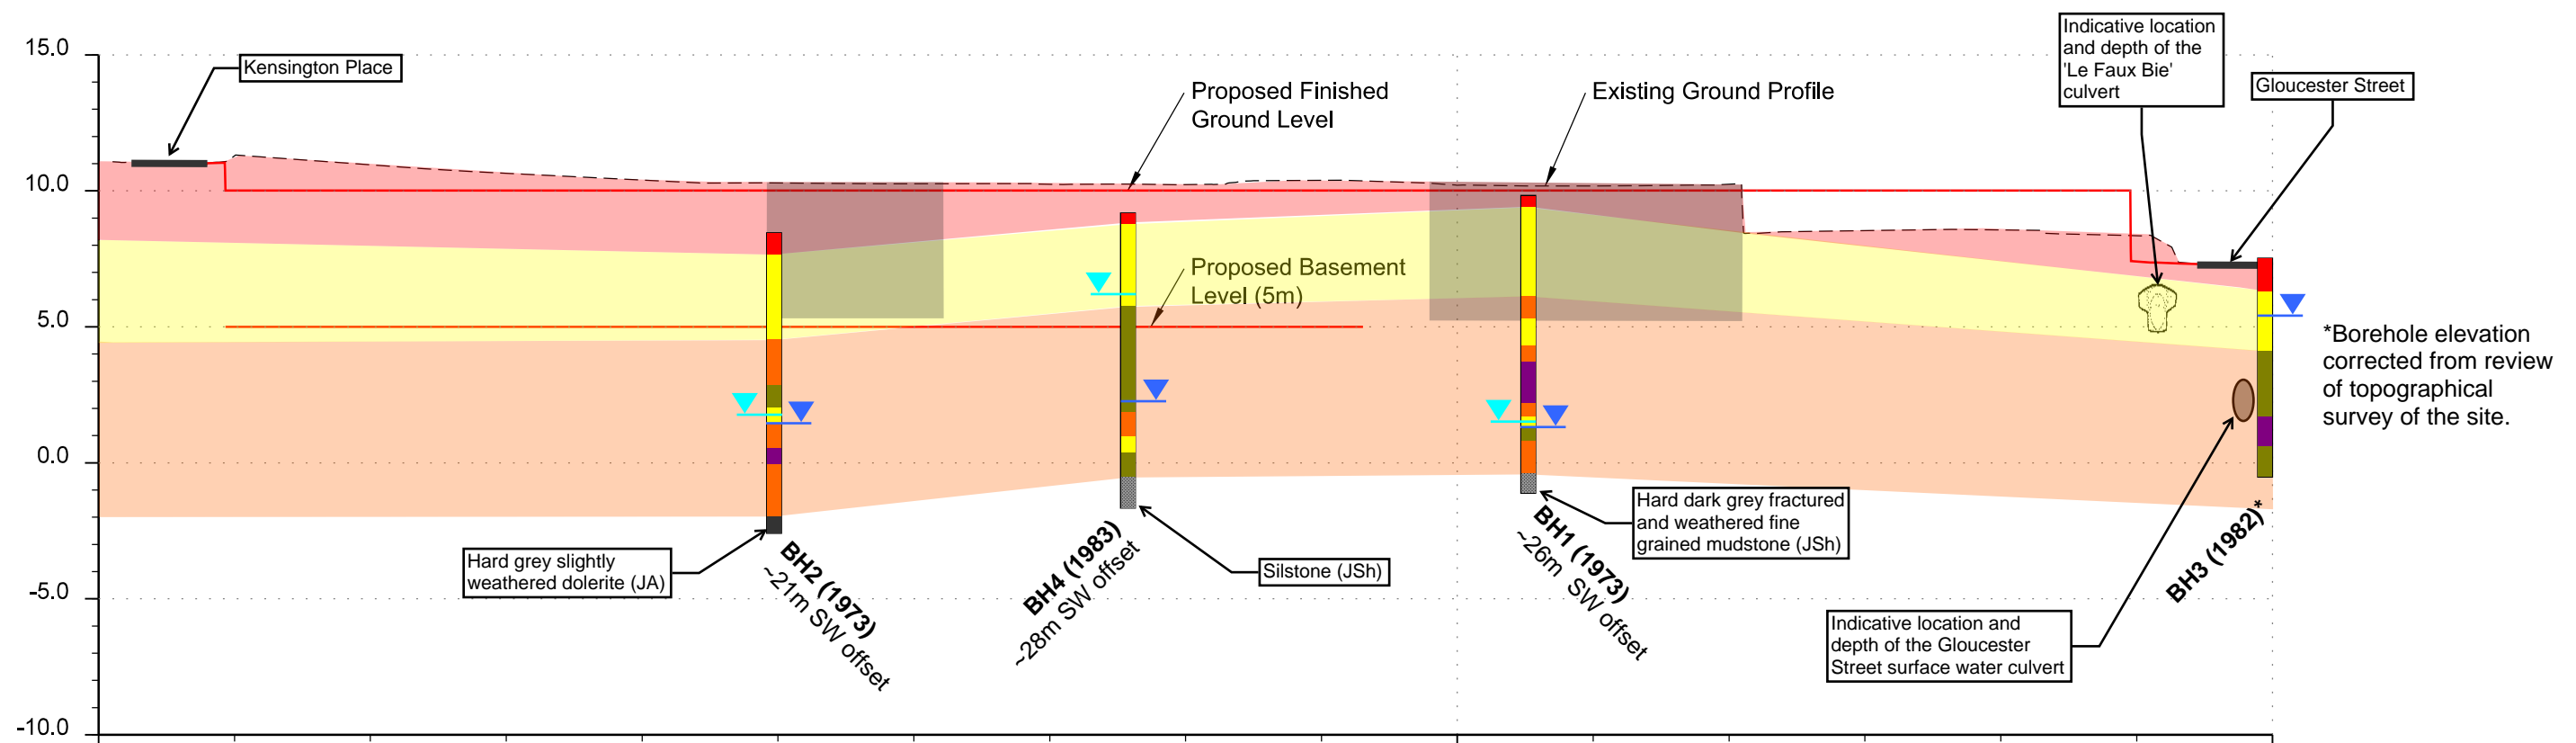 15.0
10.0
5.0
0.0
-5.0
-10.0
Kensington Place
Proposed Finished
Ground Level
Existing Ground Profile
Indicative location
and depth of the
'Le Faux Bie'
culvert
Gloucester Street
Proposed Basement
Level (5m)
*Borehole elevation
corrected from review
of topographical
survey of the site.
Hard grey slightly
weathered dolerite (JA)
BH2 (1973)
~21m SW offset
BH4 (1983)
~28m SW offset
Silstone (JSh)
BH1 (1973)
~26m SW offset
Hard dark grey fractured
and weathered fine
grained mudstone (JSh)
BH3 (1982)*
Indicative location and
depth of the Gloucester
Street surface water culvert